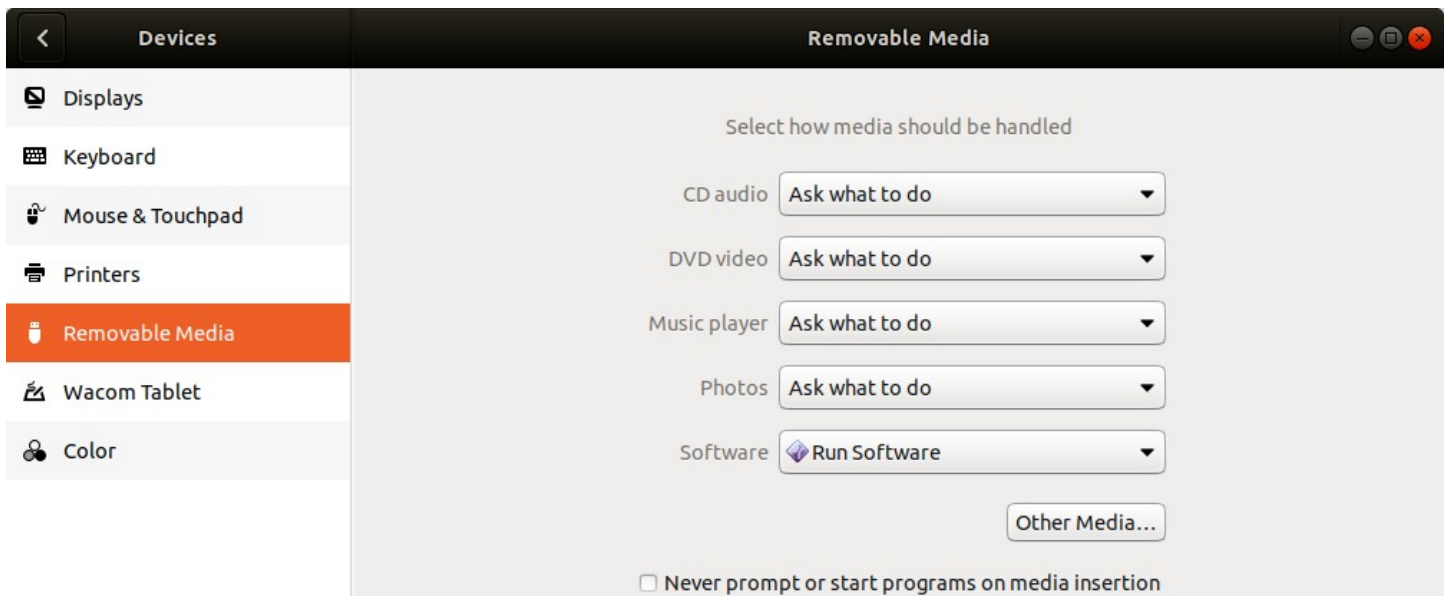 Devices
Removable Media
Displays
Keyboard
Mouse & Touchpad
Printers
Removable Media
Wacom Tablet
Color
Select how media should be handled
CD audio Ask what to do
DVD video Ask what to do
Music player Ask what to do
Photos Ask what to do
Software Run Software
Other Media...
Never prompt or start programs on media insertion